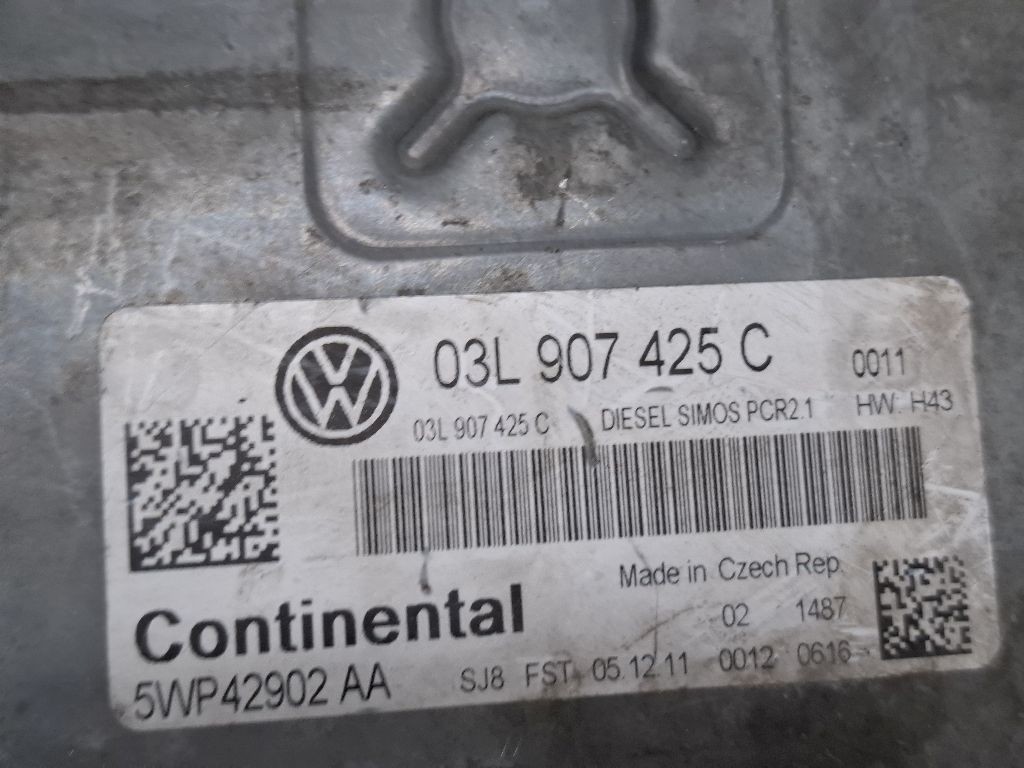 03L 907 425 C 0011
03L 907 425 C DIESEL SIMOS PCR2.1 HW: H43
Made in Czech Rep.
02 1487
Continental
5WP42902 AA SJ8 FST 05.12.11 0012 0616